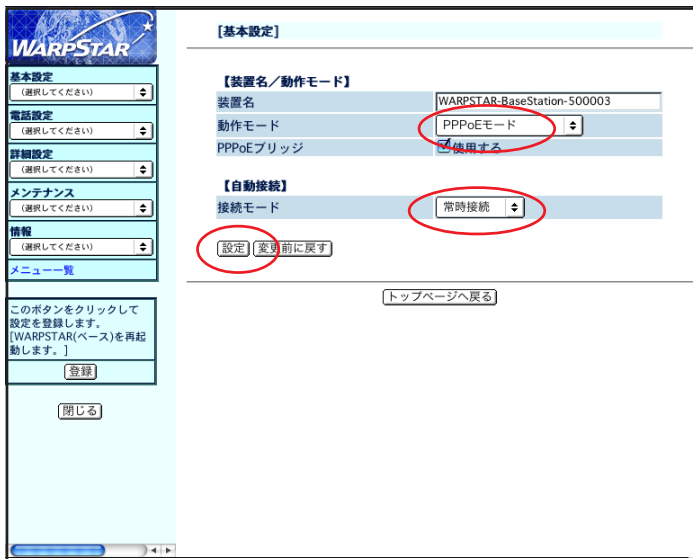 WARPSTAR
基本設定
(選択してください)
電話設定
(選択してください)
詳細設定
(選択してください)
メンテナンス
(選択してください)
情報
(選択してください)
メニュー一覧
このボタンをクリックして
設定を登録します。
[WARPSTAR(ベース)を再起
動します。]
登録
閉じる
[基本設定]
【装置名／動作モード】
装置名 WARPSTAR-BaseStation-500003
動作モード PPPoEモード
PPPoEブリッジ 使用する
【自動接続】
接続モード 常時接続
設定 変更前に戻す
トップページへ戻る